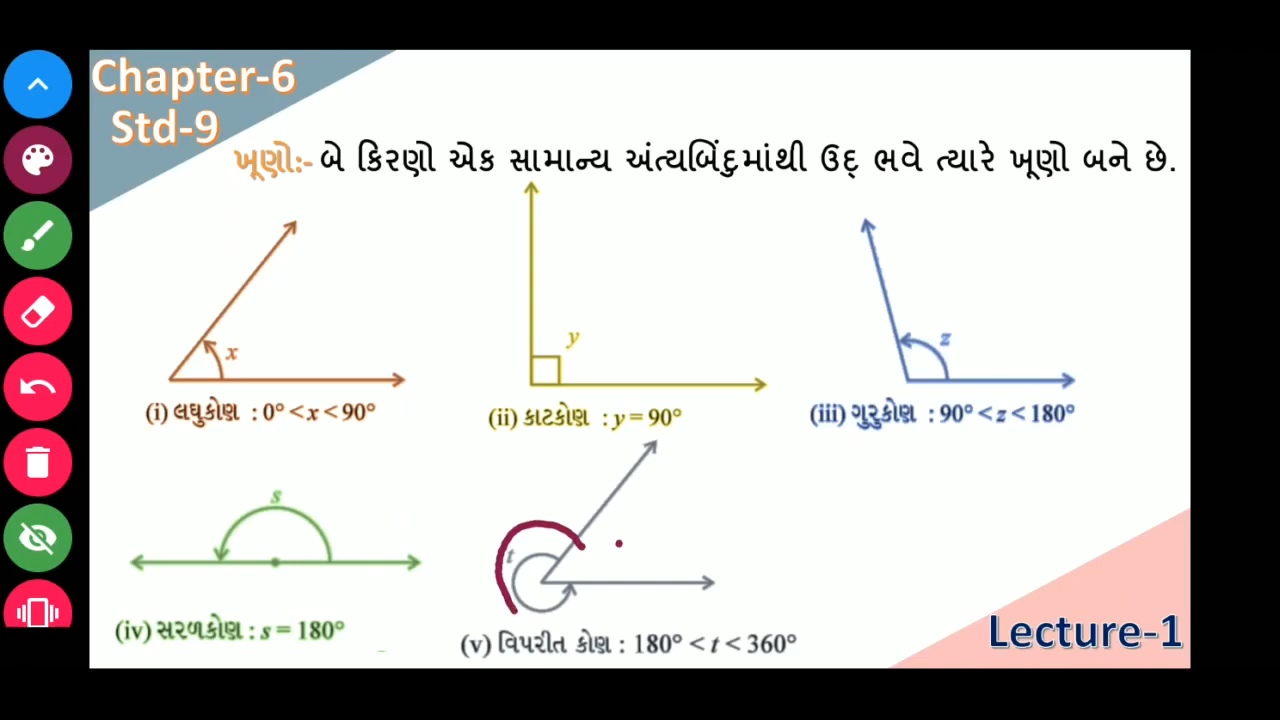 Chapter-6
Std-9
ખૂણો:- બે કિરણો એક સામાન્ય અંત્યબિંદુમાંથી ઉદ્ ભવે ત્યારે ખૂણો બને છે.
x
y
z
(i) લઘુકોણ : 0° < x < 90°
(ii) કાટકોણ : y = 90°
(iii) ગુરુકોણ : 90° < z < 180°
s
t
(iv) સરળકોણ : s = 180°
(v) વિપરીત કોણ : 180° < t < 360°
Lecture-1